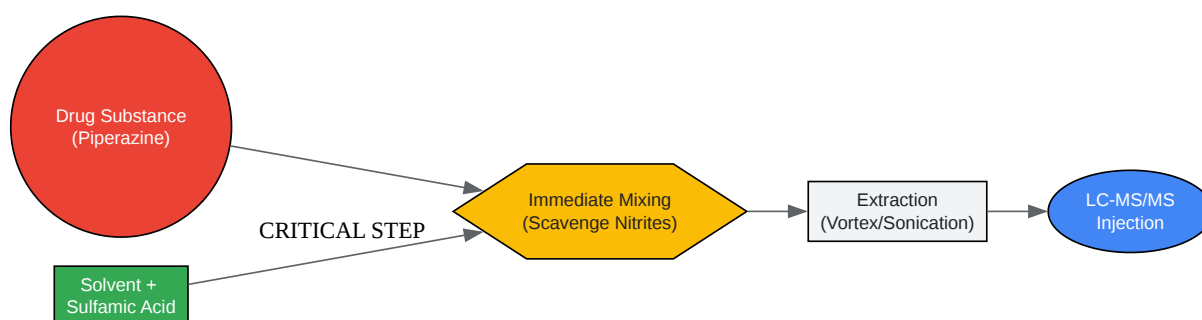 Drug Substance
(Piperazine)
CRITICAL STEP
Solvent +
Sulfamic Acid
Immediate Mixing
(Scavenge Nitrites)
Extraction
(Vortex/Sonication)
LC-MS/MS
Injection